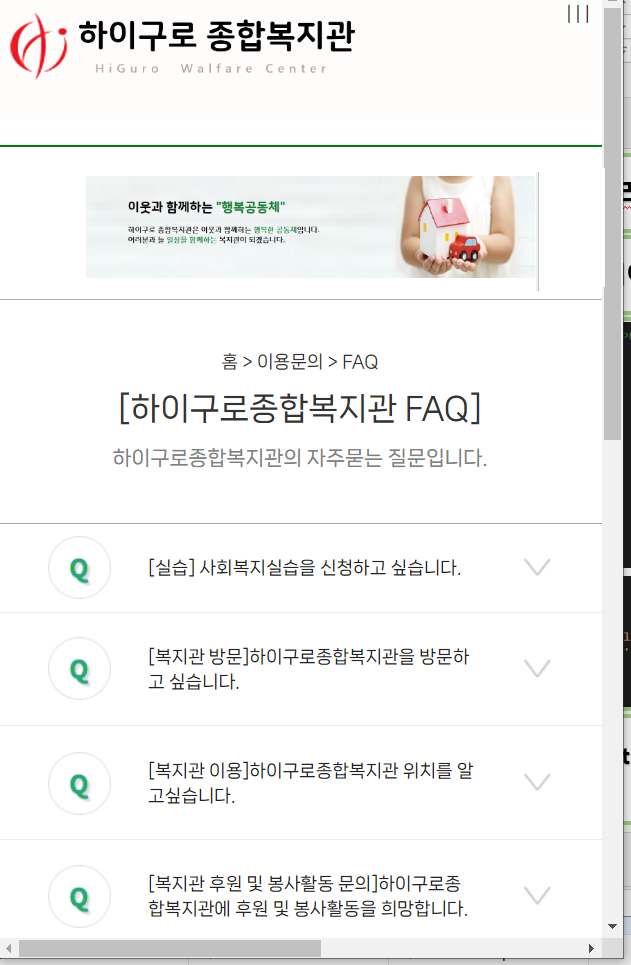 하이구로 종합복지관
HiGuro Walfare Center
이웃과 함께하는 "행복공동체"
하이구로 종합복지관은 이웃과 함께하는 행복한 공동체입니다.
여러분과 늘 일상을 함께하는 복지관이 되겠습니다.
홈 > 이용문의 > FAQ
[하이구로종합복지관 FAQ]
하이구로종합복지관의 자주묻는 질문입니다.
Q
[실습] 사회복지실습을 신청하고 싶습니다.
Q
[복지관 방문]하이구로종합복지관을 방문하
고 싶습니다.
Q
[복지관 이용]하이구로종합복지관 위치를 알
고싶습니다.
Q
[복지관 후원 및 봉사활동 문의]하이구로종
합복지관에 후원 및 봉사활동을 희망합니다.